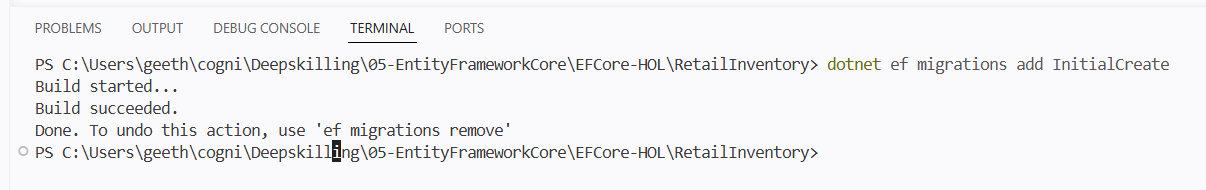 PROBLEMS OUTPUT DEBUG CONSOLE TERMINAL PORTS
PS C:\Users\geeth\cogni\Deepskilling\05-EntityFrameworkCore\EFCore-HOL\RetailInventory> dotnet ef migrations add InitialCreate
Build started...
Build succeeded.
Done. To undo this action, use 'ef migrations remove'
PS C:\Users\geeth\cogni\Deepskilling\05-EntityFrameworkCore\EFCore-HOL\RetailInventory>